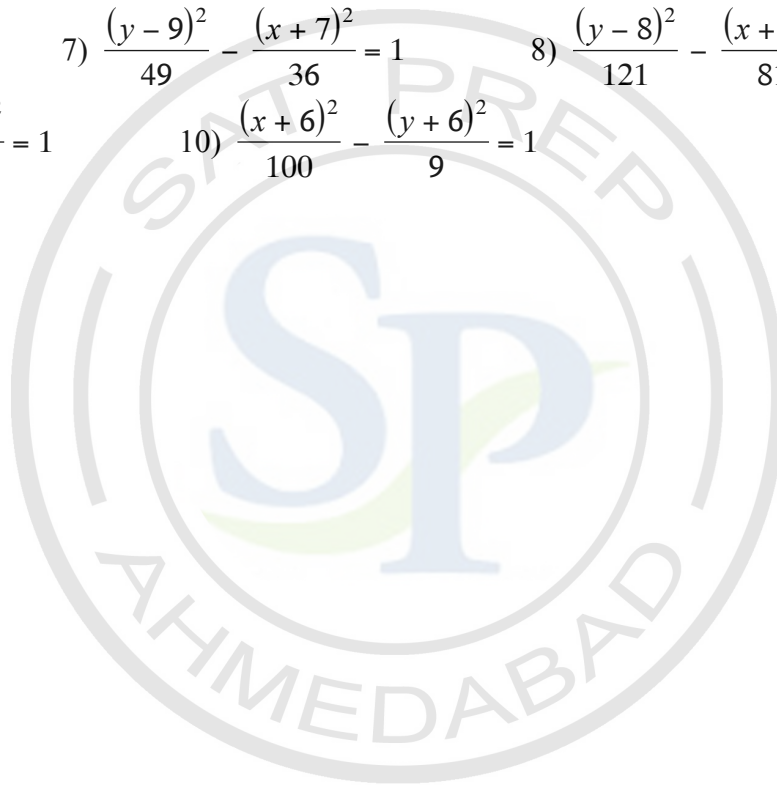 7) (y − 9)²/49 − (x + 7)²/36 = 1 8) (y − 8)²/121 − (x +
= 1 10) (x + 6)²/100 − (y + 6)²/9 = 1
SAT PREP
SP
AHMEDABAD